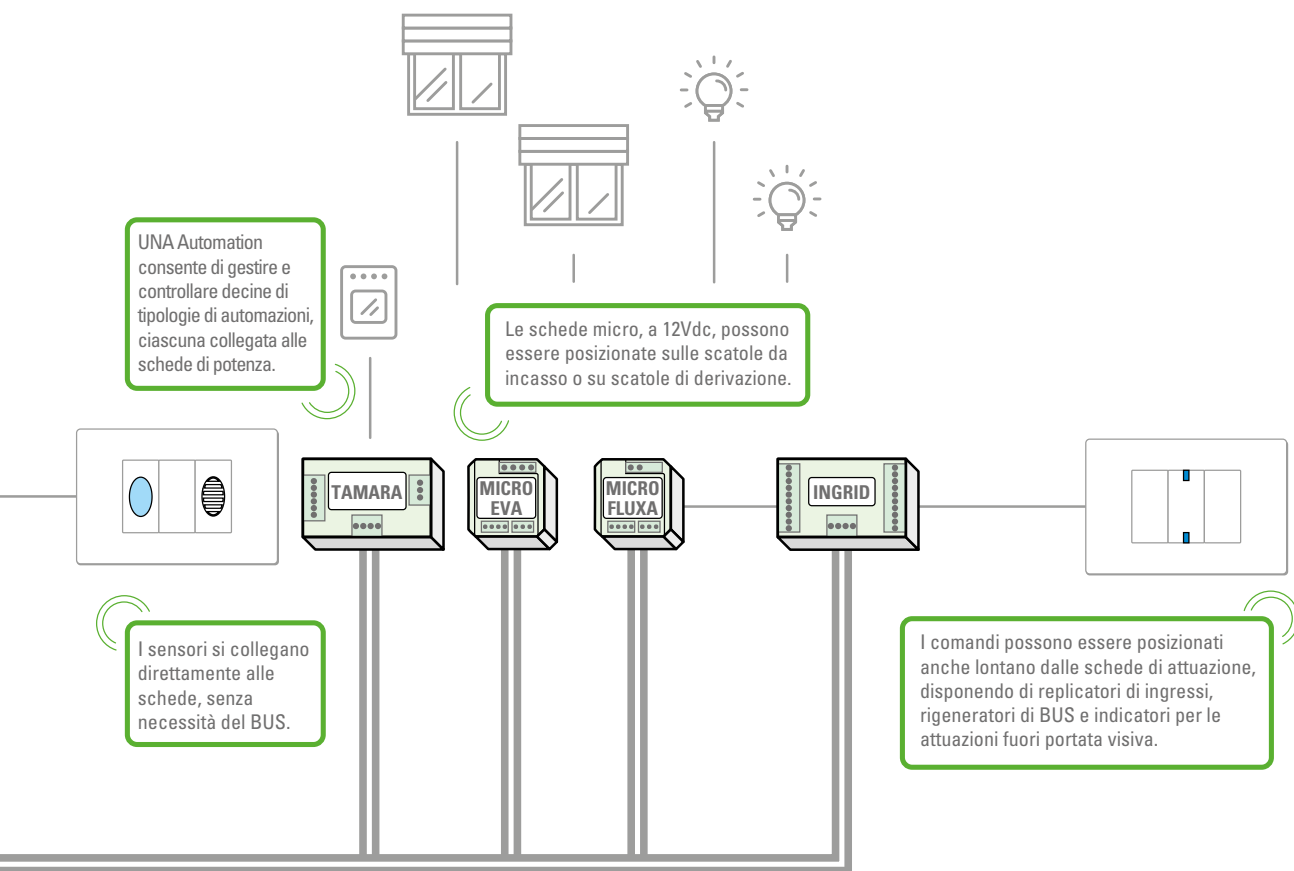 UNA Automation
consente di gestire e
controllare decine di
tipologie di automazioni,
ciascuna collegata alle
schede di potenza.
Le schede micro, a 12Vdc, possono
essere posizionate sulle scatole da
incasso o su scatole di derivazione.
TAMARA
MICRO
EVA
MICRO
FLUXA
INGRID
I sensori si collegano
direttamente alle
schede, senza
necessità del BUS.
I comandi possono essere posizionati
anche lontano dalle schede di attuazione,
disponendo di replicatori di ingressi,
rigeneratori di BUS e indicatori per le
attuazioni fuori portata visiva.